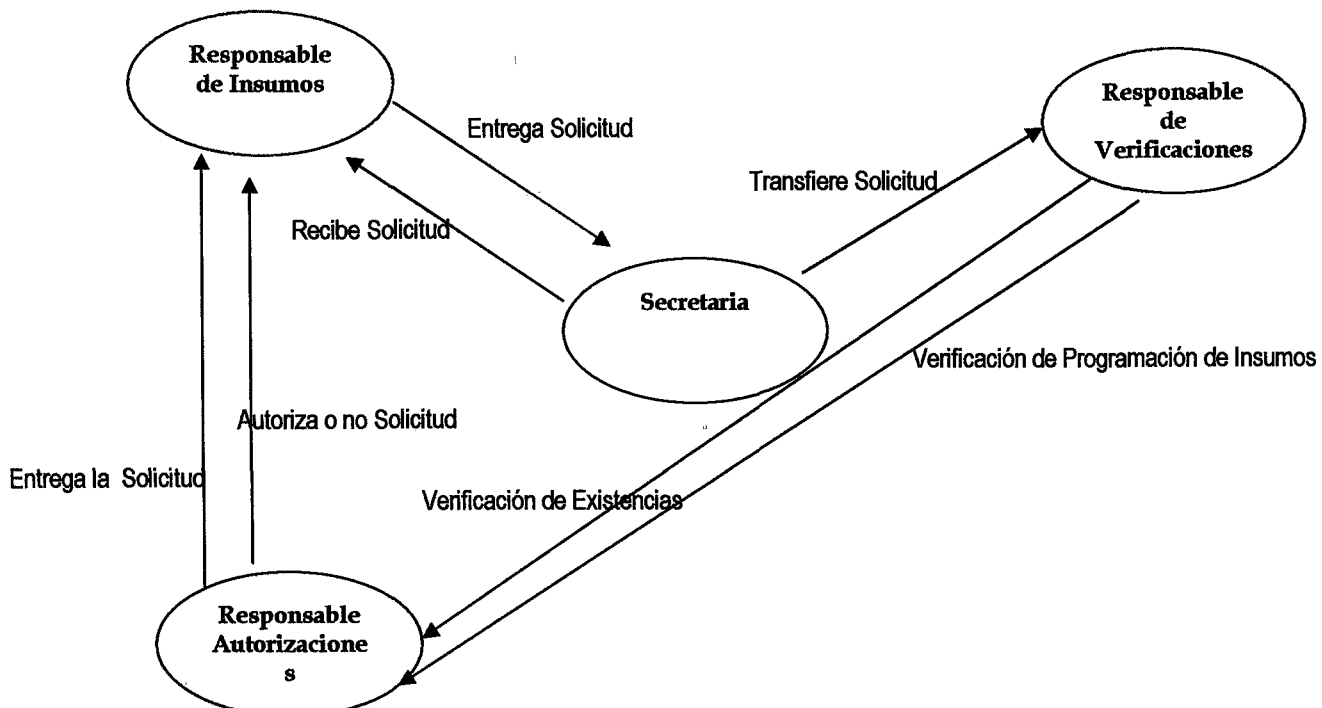 Responsable
de Insumos
Responsable
de
Verificaciones
Entrega Solicitud
Transfiere Solicitud
Recibe Solicitud
Secretaria
Verificación de Programación de Insumos
Autoriza o no Solicitud
Entrega la Solicitud
Verificación de Existencias
Responsable
Autorizacione
s